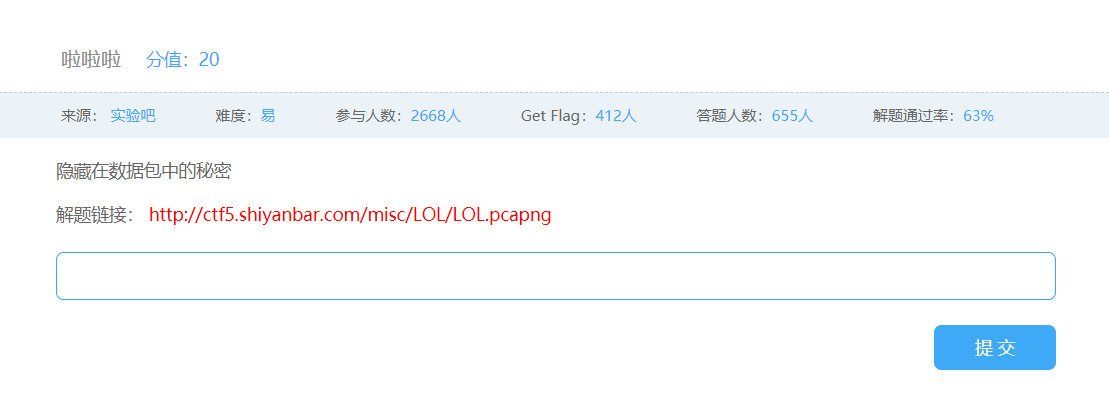 啦啦啦 分值：20
来源： 实验吧 难度：易 参与人数：2668人 Get Flag：412人 答题人数：655人 解题通过率：63%
隐藏在数据包中的秘密
解题链接： http://ctf5.shiyanbar.com/misc/LOL/LOL.pcapng
提交